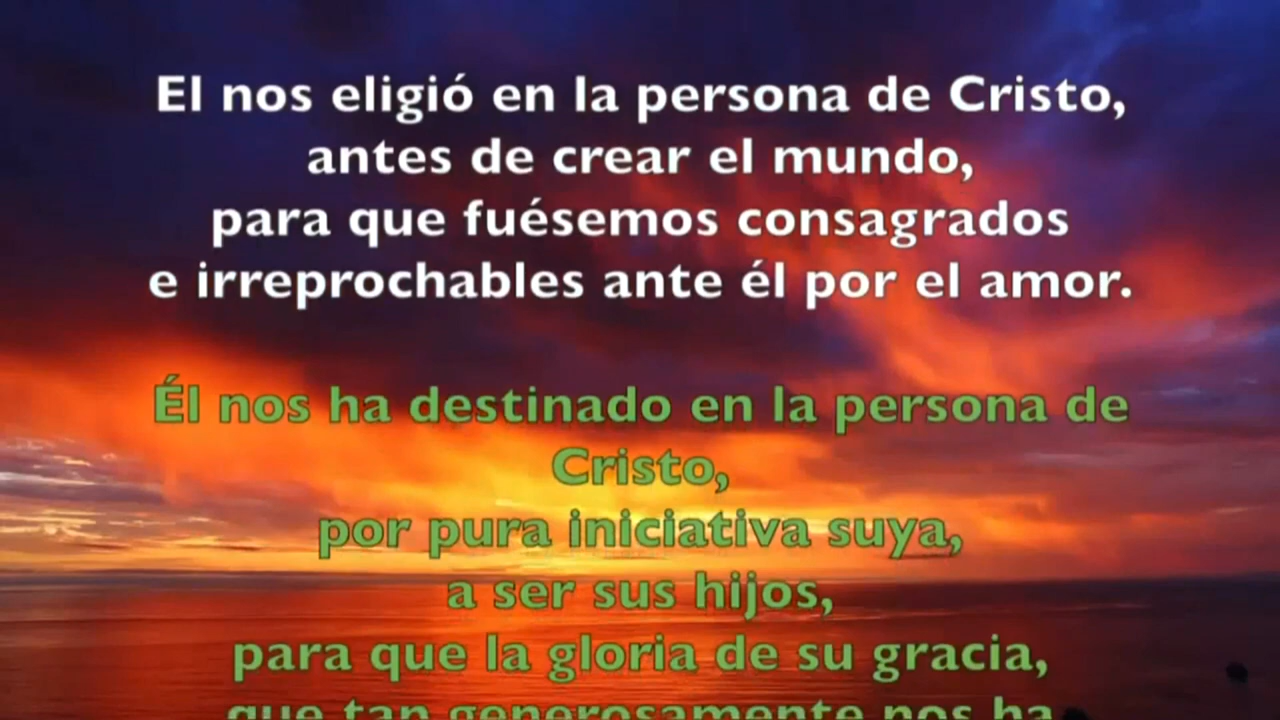 El nos eligió en la persona de Cristo,
antes de crear el mundo,
para que fuésemos consagrados
e irreprochables ante él por el amor.
Él nos ha destinado en la persona de
Cristo,
por pura iniciativa suya,
a ser sus hijos,
para que la gloria de su gracia,
que tan generosamente nos ha